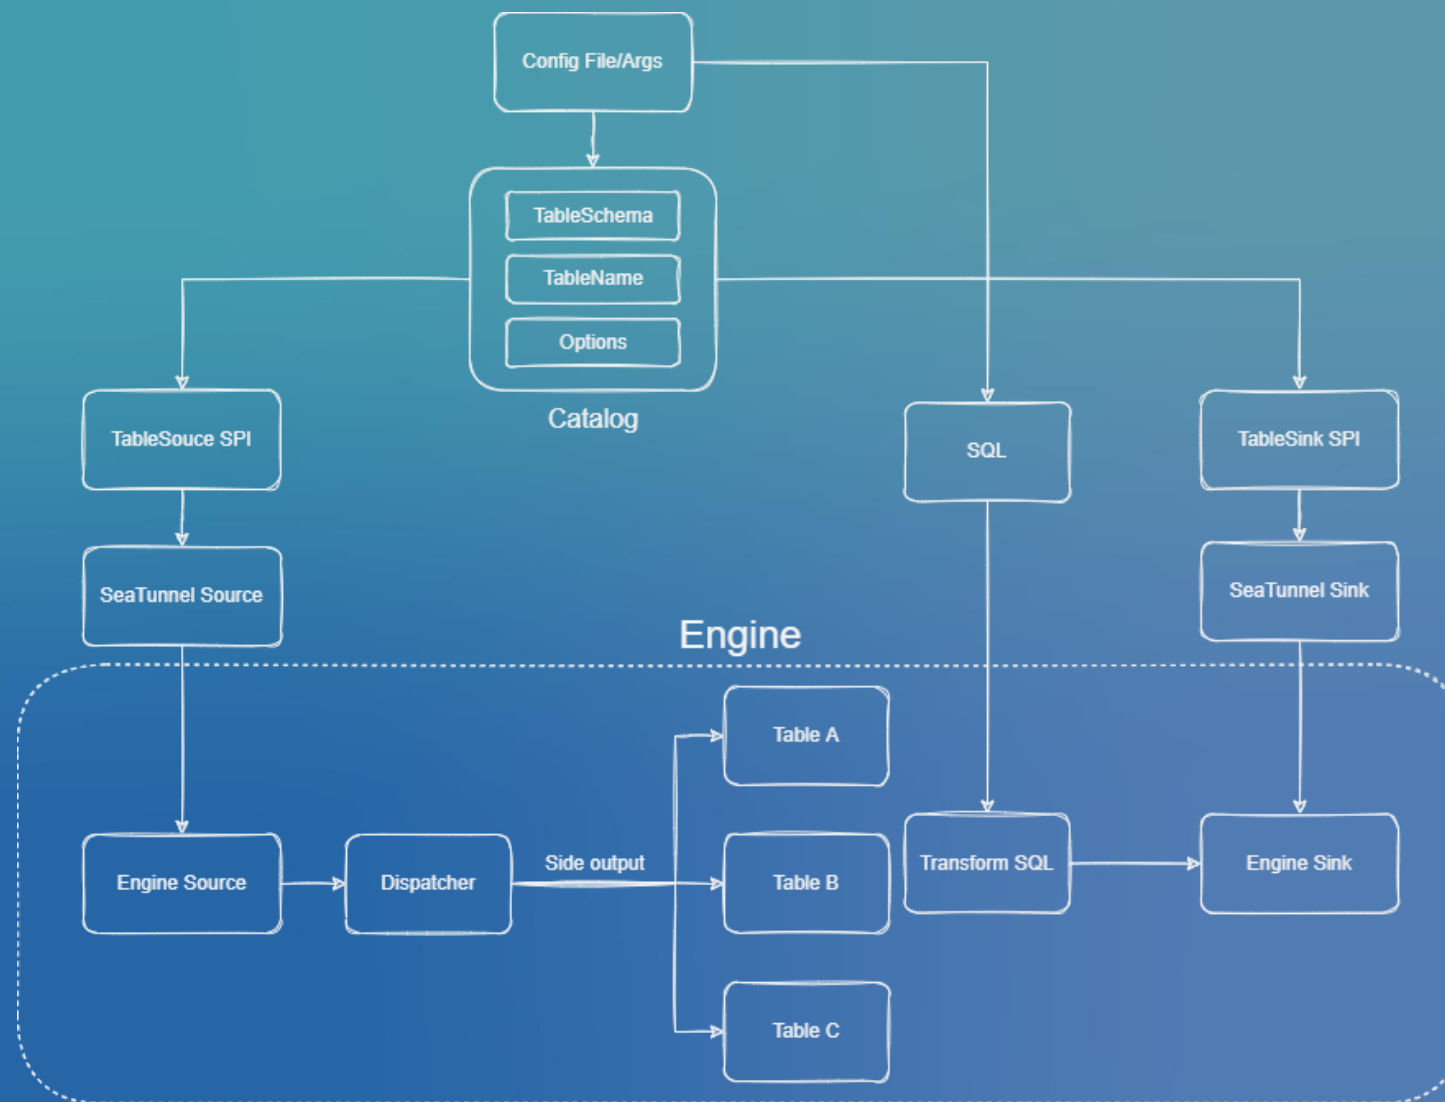 Config File/Args
TableSchema
TableName
Options
Catalog
TableSouce SPI
SQL
TableSink SPI
SeaTunnel Source
SeaTunnel Sink
Engine
Table A
Engine Source
Dispatcher
Side output
Table B
Transform SQL
Engine Sink
Table C